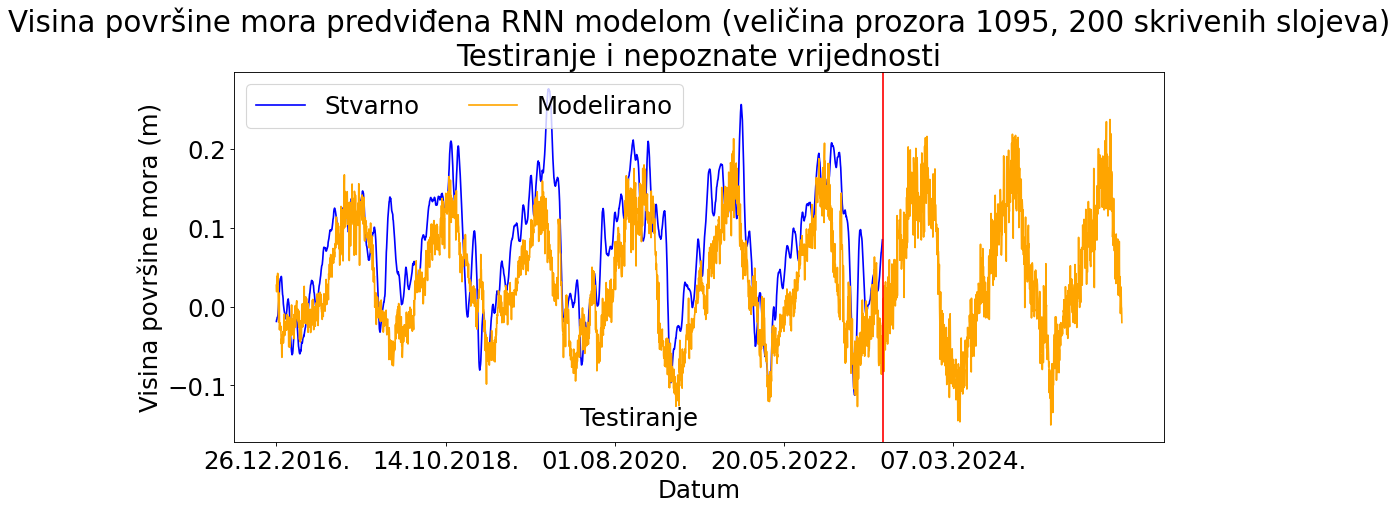 Visina površine mora predviđena RNN modelom (veličina prozora 1095, 200 skrivenih slojeva)
Testiranje i nepoznate vrijednosti
Stvarno
Modelirano
Visina površine mora (m)
0.2
0.1
0.0
−0.1
Testiranje
26.12.2016.
14.10.2018.
01.08.2020.
20.05.2022.
07.03.2024.
Datum